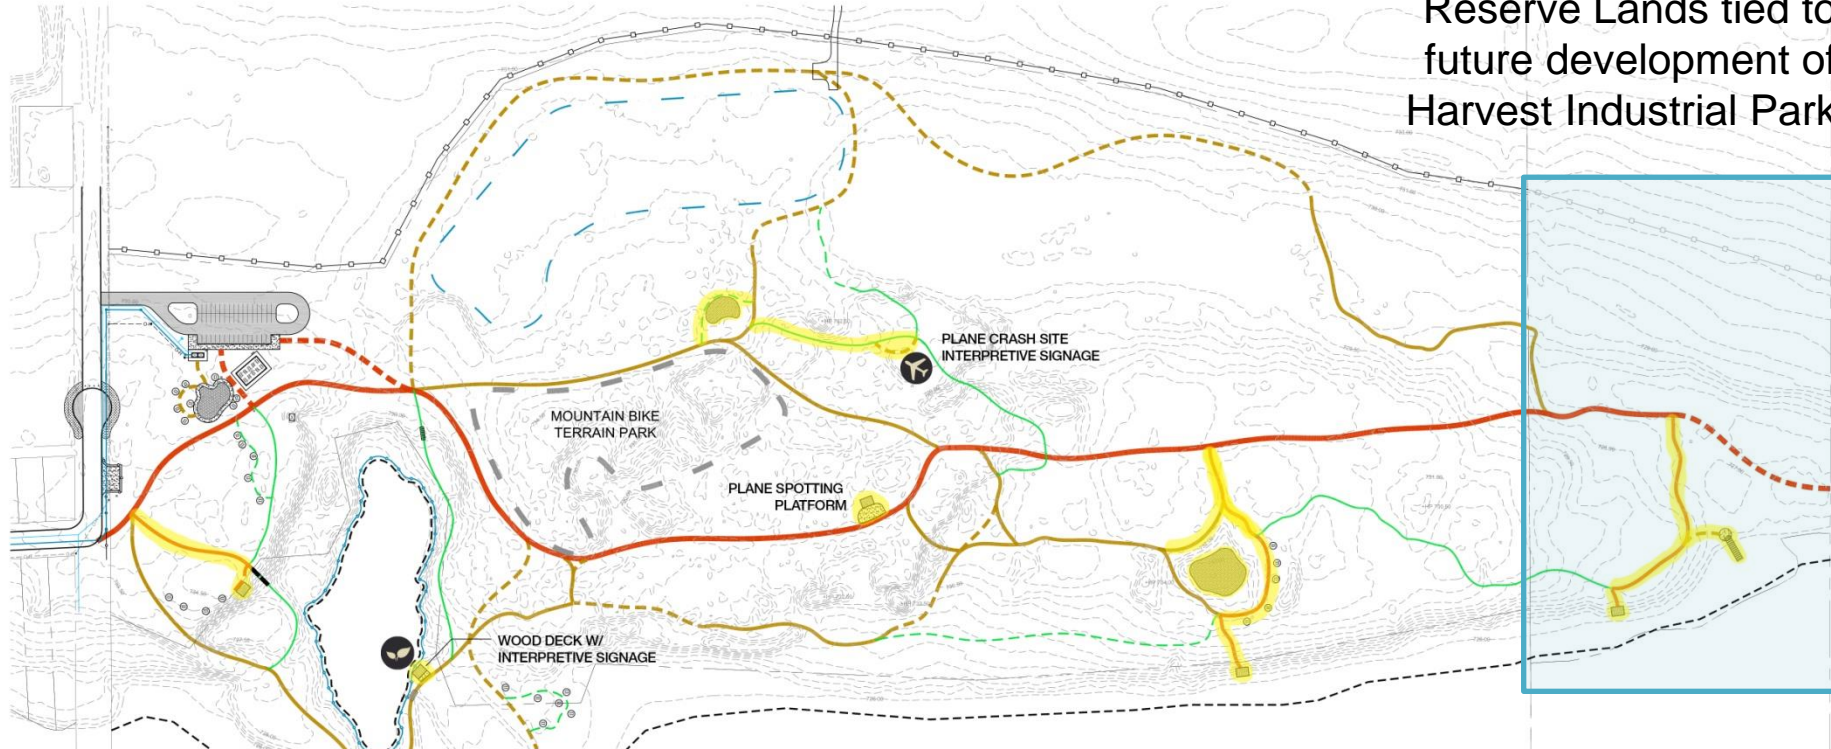 Reserve Lands tied to
future development of
Harvest Industrial Park
PLANE CRASH SITE
INTERPRETIVE SIGNAGE
MOUNTAIN BIKE
TERRAIN PARK
PLANE SPOTTING
PLATFORM
WOOD DECK W/
INTERPRETIVE SIGNAGE